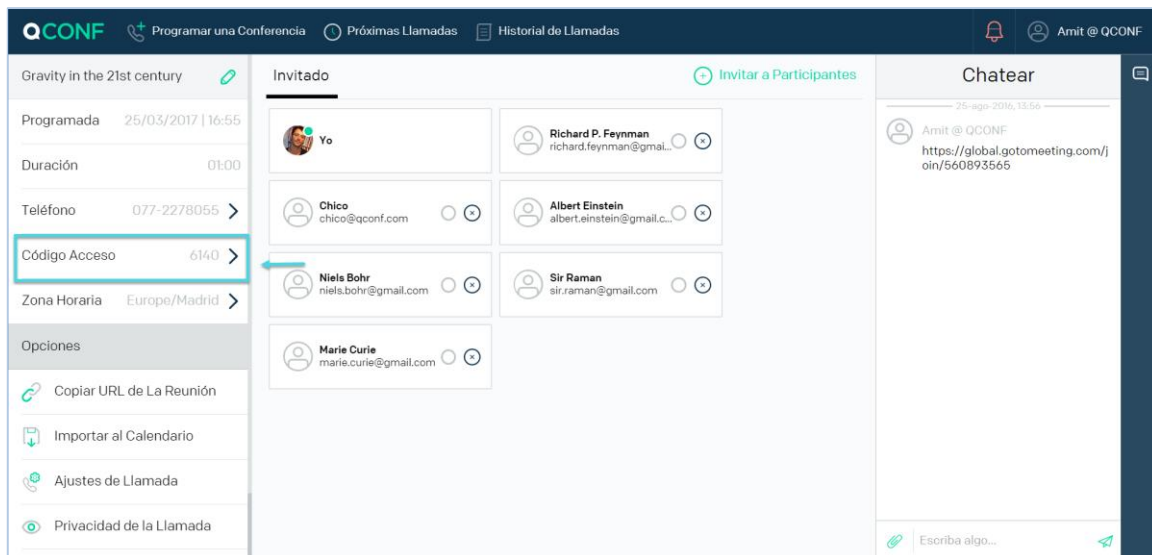 QCONF
Programar una Conferencia
Próximas Llamadas
Historial de Llamadas
Amit @ QCONF
Gravity in the 21st century
Programada 25/03/2017 | 16:55
Duración 01:00
Teléfono 077-2278055
Código Acceso 6140
Zona Horaria Europe/Madrid
Opciones
Copiar URL de La Reunión
Importar al Calendario
Ajustes de Llamada
Privacidad de la Llamada
Invitado
Invitar a Participantes
Yo
Richard P. Feynman
richard.feynman@gmai...
Chico
chico@qconf.com
Albert Einstein
albert.einstein@gmail.c...
Niels Bohr
niels.bohr@gmail.com
Sir Raman
sir.raman@gmail.com
Marie Curie
marie.curie@gmail.com
Chatear
25-ago-2016, 13:56
Amit @ QCONF
https://global.gotomeeting.com/j
oin/560893565
Escriba algo...